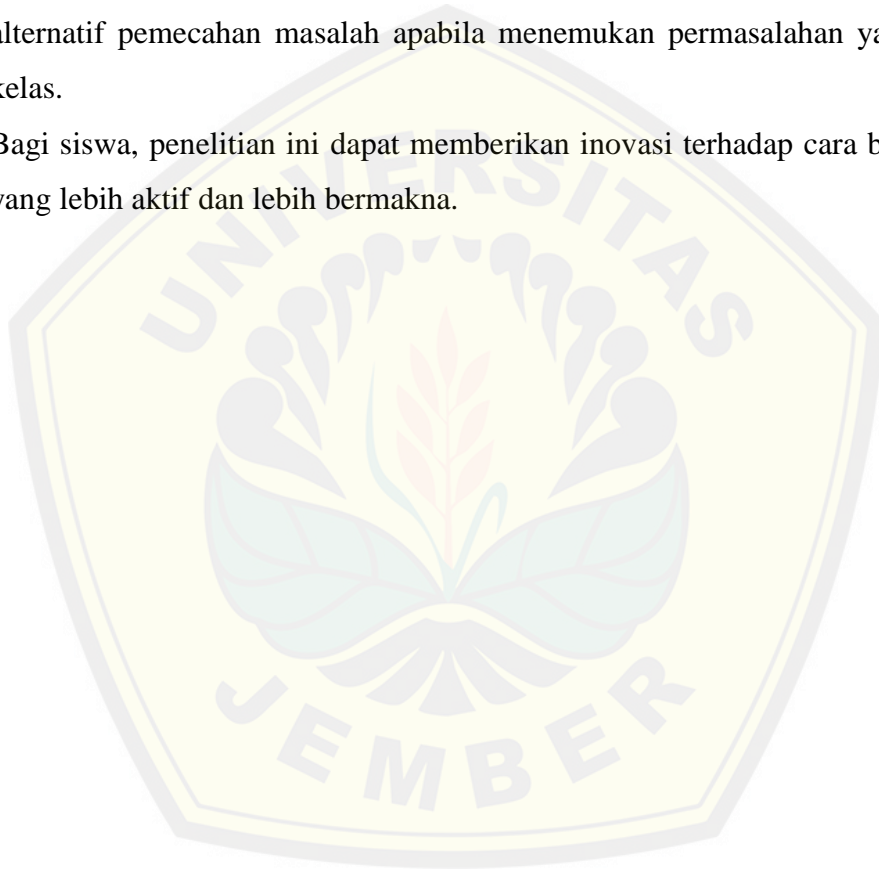 alternatif pemecahan masalah apabila menemukan permasalahan
kelas.
Bagi siswa, penelitian ini dapat memberikan inovasi terhadap cara
yang lebih aktif dan lebih bermakna.
UNIVERSITAS
JEMBER